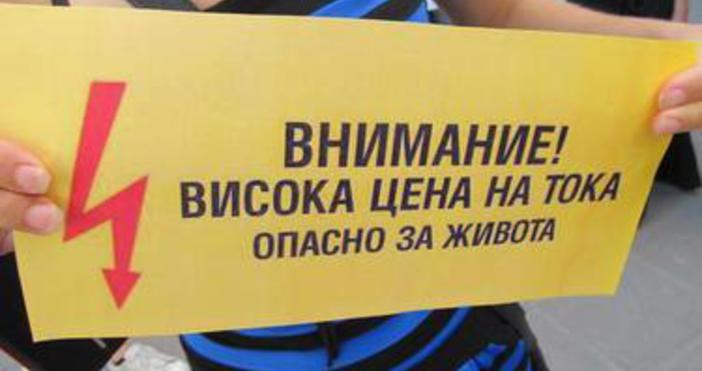 ВНИМАНИЕ!
ВИСОКА ЦЕНА НА ТОКА
ОПАСНО ЗА ЖИВОТА